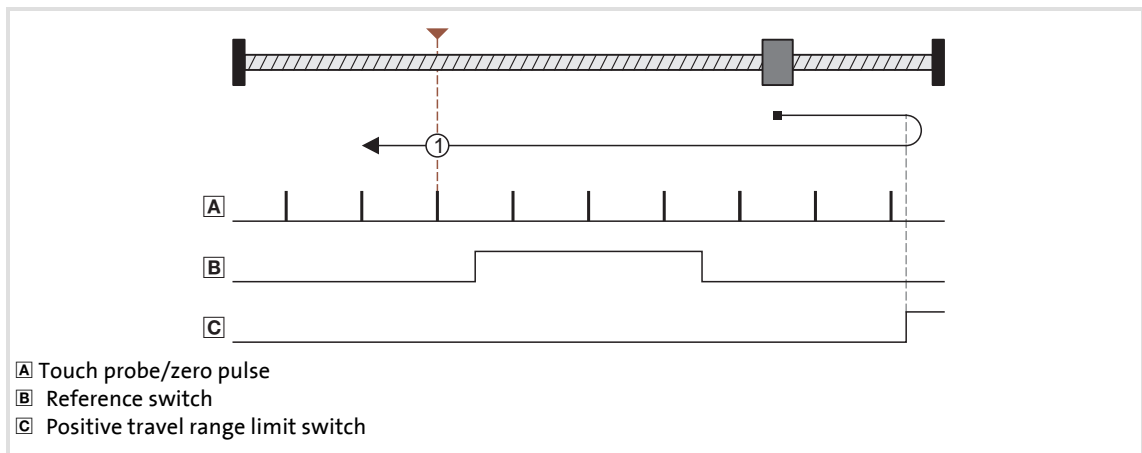 1
A
B
C
A Touch probe/zero pulse
B Reference switch
C Positive travel range limit switch